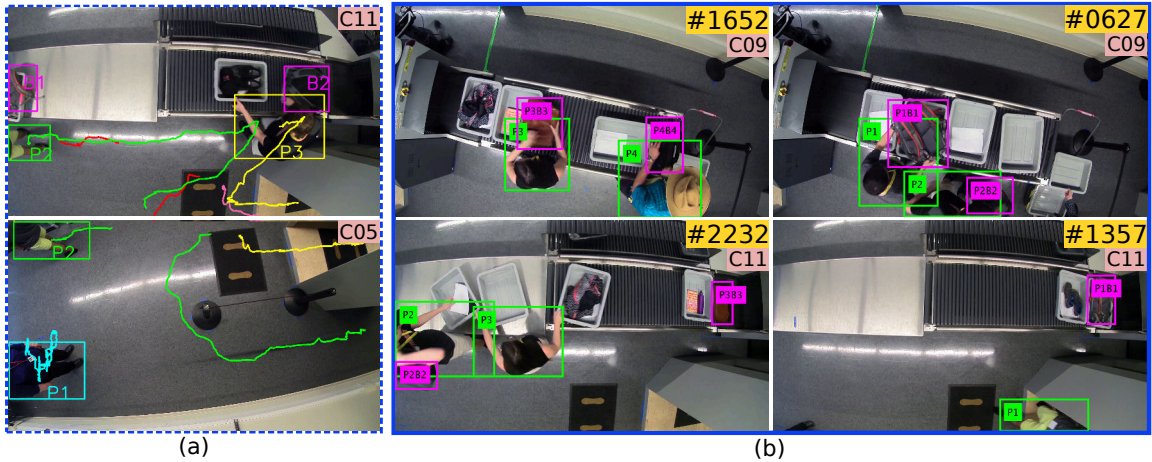 C11
B1
B2
P2
P3
C05
P2
P1
(a)
#1652
C09
P3B3
P3
P4B4
P4
#0627
C09
P1B1
P1
P2
P2B2
#2232
C11
P2
P3
P3B3
P2B2
#1357
C11
P1B1
P1
(b)